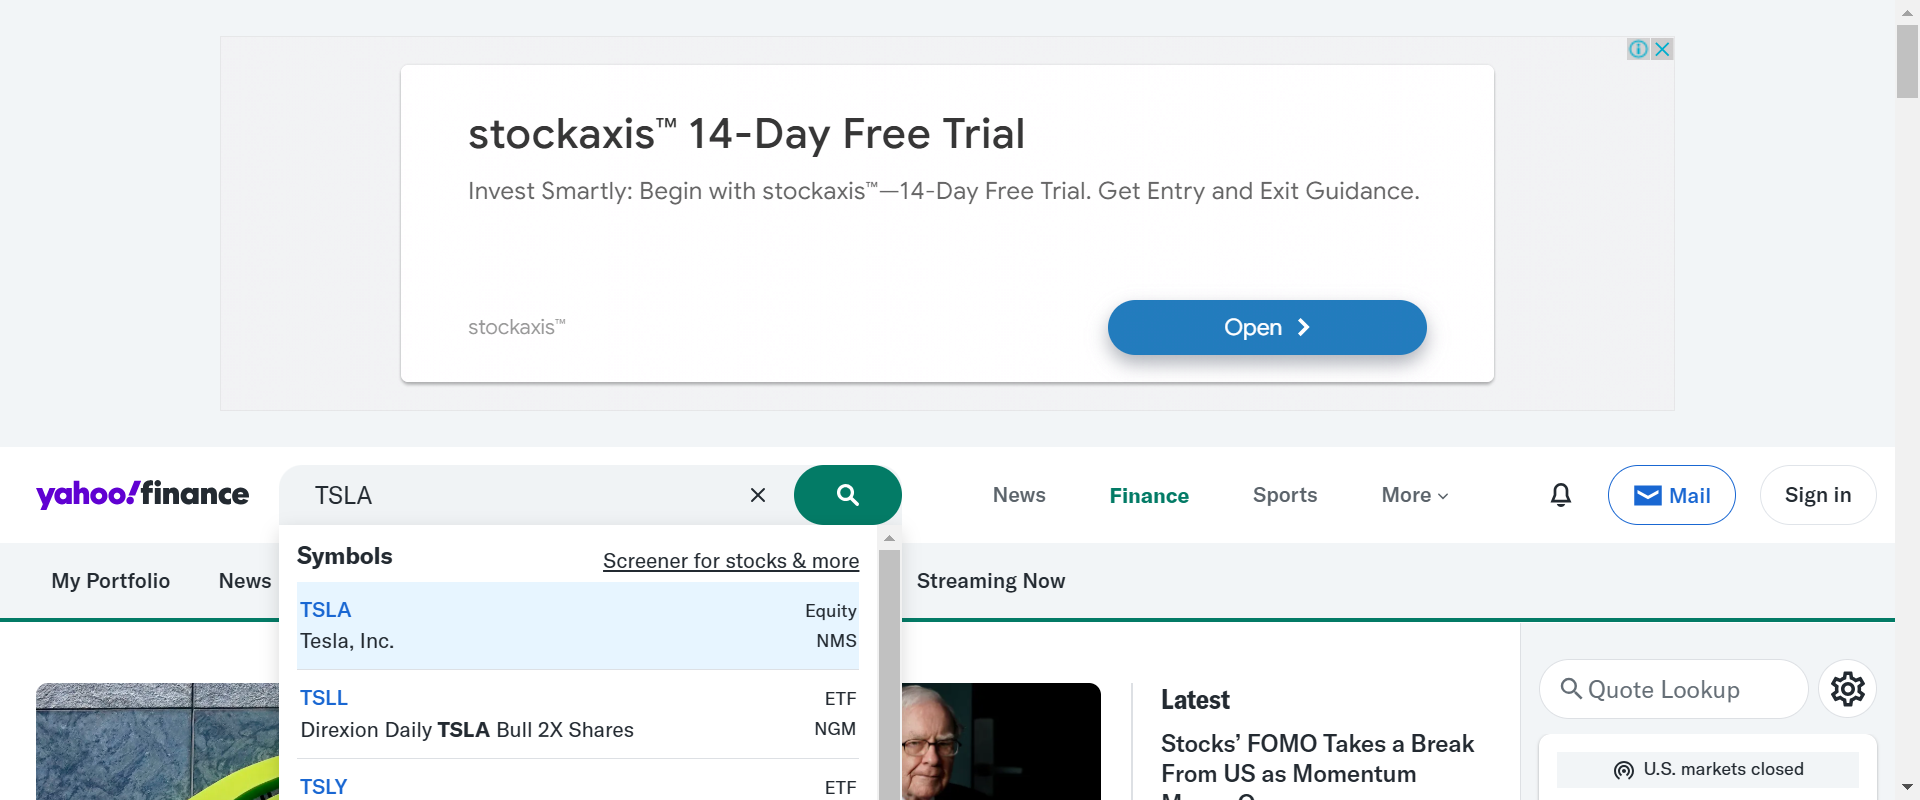 stockaxis™ 14-Day Free Trial
Invest Smartly: Begin with stockaxis™—14-Day Free Trial. Get Entry and Exit Guidance.
stockaxis™
Open
yahoo!finance
TSLA
News
Finance
Sports
More
Mail
Sign in
My Portfolio
News
Streaming Now
Symbols
Screener for stocks & more
TSLA Equity
Tesla, Inc. NMS
TSLL ETF
Direxion Daily TSLA Bull 2X Shares NGM
TSLY ETF
Latest
Stocks’ FOMO Takes a Break
From US as Momentum
Quote Lookup
U.S. markets closed